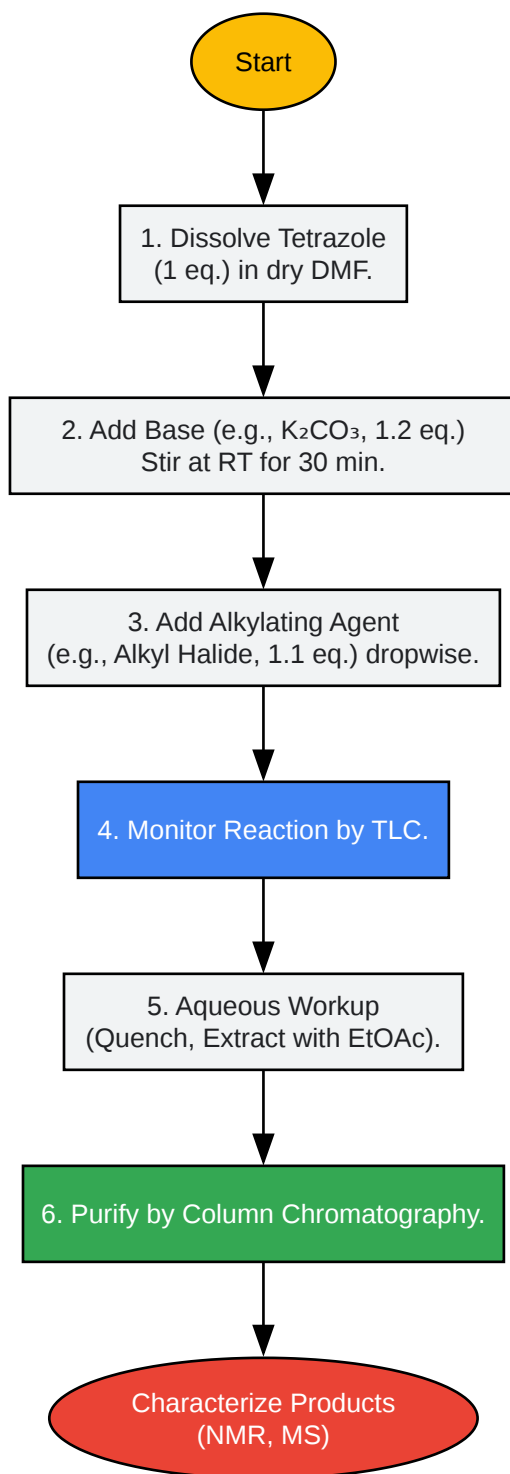 Start
1. Dissolve Tetrazole
(1 eq.) in dry DMF.
2. Add Base (e.g., K₂CO₃, 1.2 eq.)
Stir at RT for 30 min.
3. Add Alkylating Agent
(e.g., Alkyl Halide, 1.1 eq.) dropwise.
4. Monitor Reaction by TLC.
5. Aqueous Workup
(Quench, Extract with EtOAc).
6. Purify by Column Chromatography.
Characterize Products
(NMR, MS)